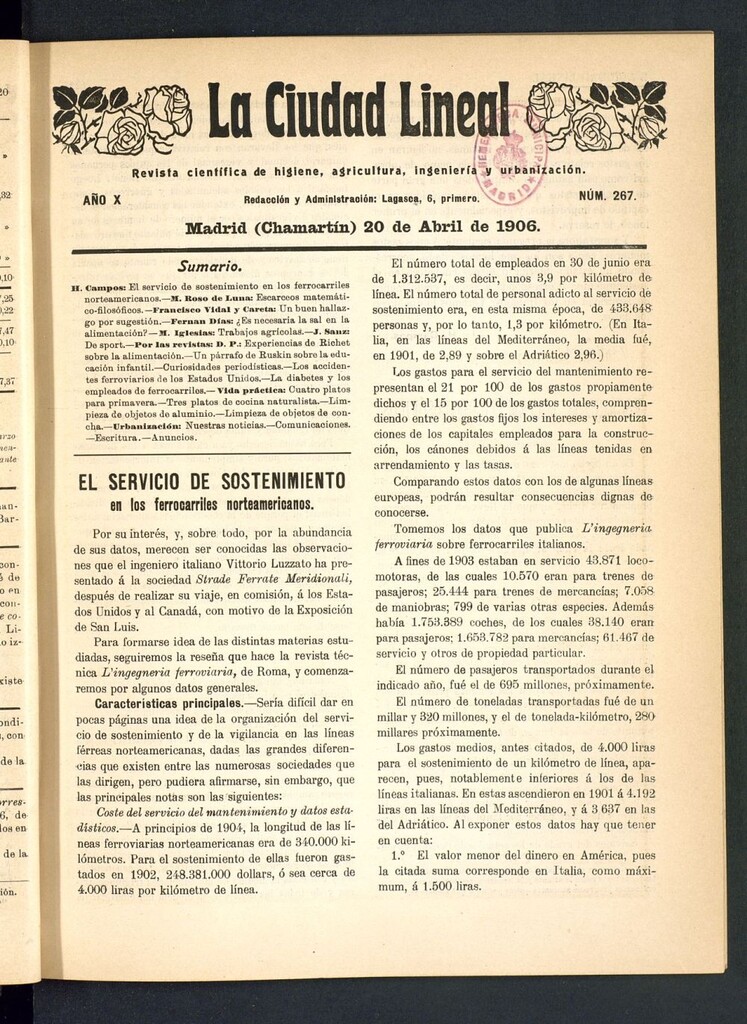 La Ciudad Lineal
Revista científica de higiene, agricultura, ingeniería y urbanización.
AÑO X
Redacción y Administración: Lagasca, 6, primero.
NÚM. 267.
Madrid (Chamartín) 20 de Abril de 1906.
Sumario.
H. Campos: El servicio de sostenimiento en los ferrocarriles
norteamericanos.—M. Roso de Luna: Escarceos matemáti-
co-filosóficos.—Francisco Vidal y Careta: Un buen hallaz-
go por sugestión.—Fernan Días: ¿Es necesaria la sal en la
alimentación?—M. Iglesias: Trabajos agrícolas.—J. Sanz:
De sport.—Por las revistas: D. P.: Experiencias de Richet
sobre la alimentación.—Un párrafo de Ruskin sobre la edu-
cación infantil.—Curiosidades periodísticas.—Los acciden-
tes ferroviarios de los Estados Unidos.—La diabetes y los
empleados de ferrocarriles.—Vida práctica: Cuatro platos
para primavera.—Tres platos de cocina naturalista.—Lim-
pieza de objetos de aluminio.—Limpieza de objetos de con-
cha.—Urbanización: Nuestras noticias.—Comunicaciones.
—Escritura.—Anuncios.
EL SERVICIO DE SOSTENIMIENTO
en los ferrocarriles norteamericanos.
Por su interés, y, sobre todo, por la abundancia
de sus datos, merecen ser conocidas las observacio-
nes que el ingeniero italiano Vittorio Luzzato ha pre-
sentado á la sociedad Strade Ferrate Meridionali,
después de realizar su viaje, en comisión, á los Esta-
dos Unidos y al Canadá, con motivo de la Exposición
de San Luis.
Para formarse idea de las distintas materias estu-
diadas, seguiremos la reseña que hace la revista téc-
nica L'ingegneria ferroviaria, de Roma, y comenza-
remos por algunos datos generales.
Características principales.—Sería difícil dar en
pocas páginas una idea de la organización del servi-
cio de sostenimiento y de la vigilancia en las líneas
férreas norteamericanas, dadas las grandes diferen-
cias que existen entre las numerosas sociedades que
las dirigen, pero pudiera afirmarse, sin embargo, que
las principales notas son las siguientes:
Coste del servicio del mantenimiento y datos esta-
dísticos.—A principios de 1904, la longitud de las lí-
neas ferroviarias norteamericanas era de 340.000 ki-
lómetros. Para el sostenimiento de ellas fueron gas-
tados en 1902, 248.381.000 dollars, ó sea cerca de
4.000 liras por kilómetro de línea.
El número total de empleados en 30 de junio era
de 1.312.537, es decir, unos 3,9 por kilómetro de
línea. El número total de personal adicto al servicio de
sostenimiento era, en esta misma época, de 433.648
personas y, por lo tanto, 1,3 por kilómetro. (En Ita-
lia, en las líneas del Mediterráneo, la media fué,
en 1901, de 2,89 y sobre el Adriático 2,96.)
Los gastos para el servicio del mantenimiento re-
presentan el 21 por 100 de los gastos propiamente
dichos y el 15 por 100 de los gastos totales, compren-
diendo entre los gastos fijos los intereses y amortiza-
ciones de los capitales empleados para la construc-
ción, los cánones debidos á las líneas tenidas en
arrendamiento y las tasas.
Comparando estos datos con los de algunas líneas
europeas, podrán resultar consecuencias dignas de
conocerse.
Tomemos los datos que publica L'ingegneria
ferroviaria sobre ferrocarriles italianos.
A fines de 1903 estaban en servicio 43.871 loco-
motoras, de las cuales 10.570 eran para trenes de
pasajeros; 25.444 para trenes de mercancías; 7.058
de maniobras; 799 de varias otras especies. Además
había 1.753.389 coches, de los cuales 38.140 eran
para pasajeros; 1.653.782 para mercancías; 61.467 de
servicio y otros de propiedad particular.
El número de pasajeros transportados durante el
indicado año, fué el de 695 millones, próximamente.
El número de toneladas transportadas fué de un
millar y 320 millones, y el de tonelada-kilómetro, 280
millares próximamente.
Los gastos medios, antes citados, de 4.000 liras
para el sostenimiento de un kilómetro de línea, apa-
recen, pues, notablemente inferiores á los de las
líneas italianas. En estas ascendieron en 1901 á 4.192
liras en las líneas del Mediterráneo, y á 3 637 en las
del Adriático. Al exponer estos datos hay que tener
en cuenta:
1.º El valor menor del dinero en América, pues
la citada suma corresponde en Italia, como máxi-
mum, á 1.500 liras.